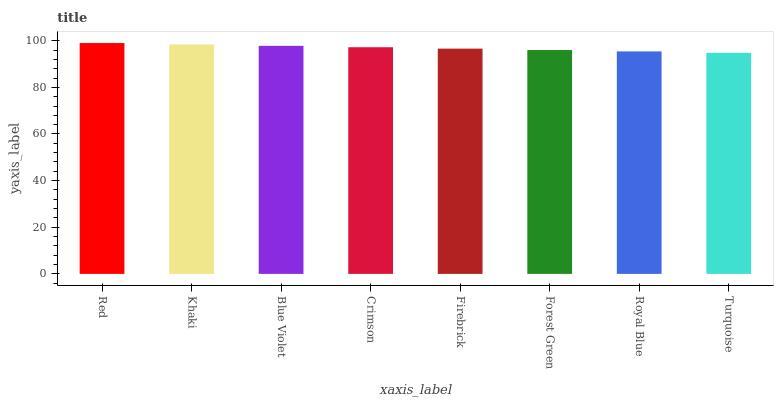 title
100
80
60
40
20
0
yaxis_label
Red
Khaki
Blue Violet
Crimson
Firebrick
Forest Green
Royal Blue
Turquoise
xaxis_label